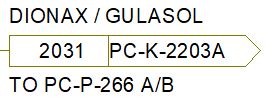 DIONAX / GULASOL
2031 PC-K-2203A
TO PC-P-266 A/B